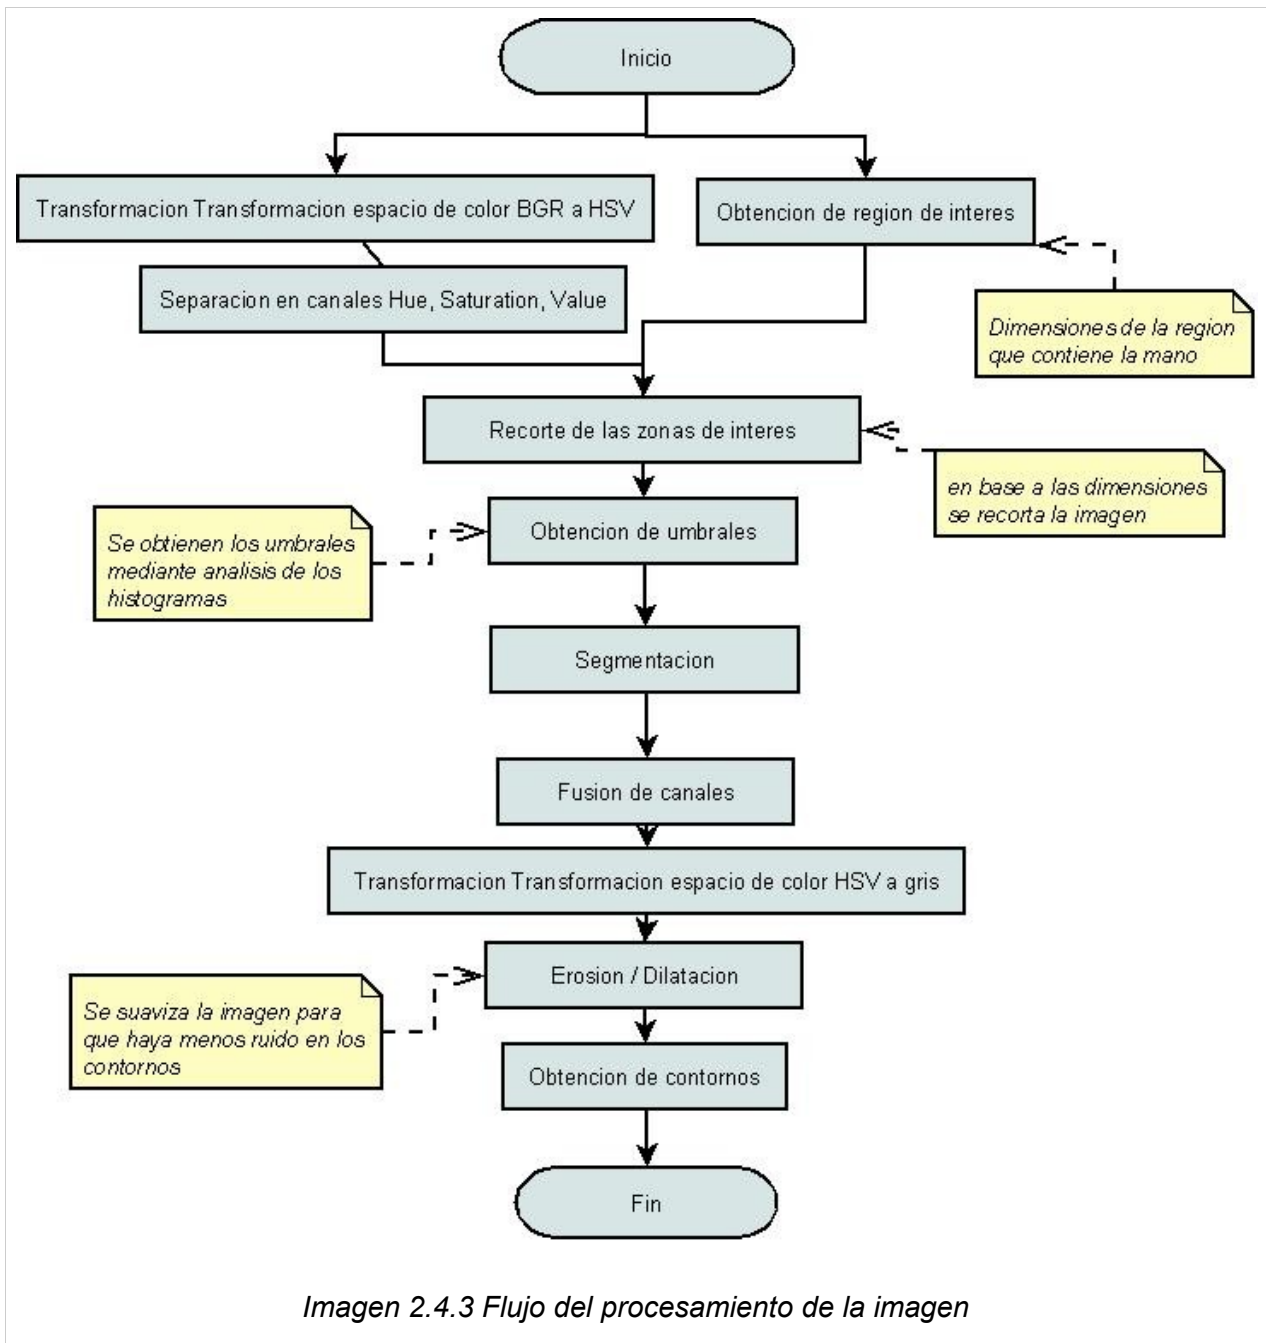 Inicio
Transformacion Transformacion espacio de color BGR a HSV
Obtencion de region de interes
Separacion en canales Hue, Saturation, Value
Dimensiones de la region
que contiene la mano
Recorte de las zonas de interes
en base a las dimensiones
se recorta la imagen
Se obtienen los umbrales
mediante analisis de los
histogramas
Obtencion de umbrales
Segmentacion
Fusion de canales
Transformacion Transformacion espacio de color HSV a gris
Erosion / Dilatacion
Se suaviza la imagen para
que haya menos ruido en los
contornos
Obtencion de contornos
Fin
Imagen 2.4.3 Flujo del procesamiento de la imagen